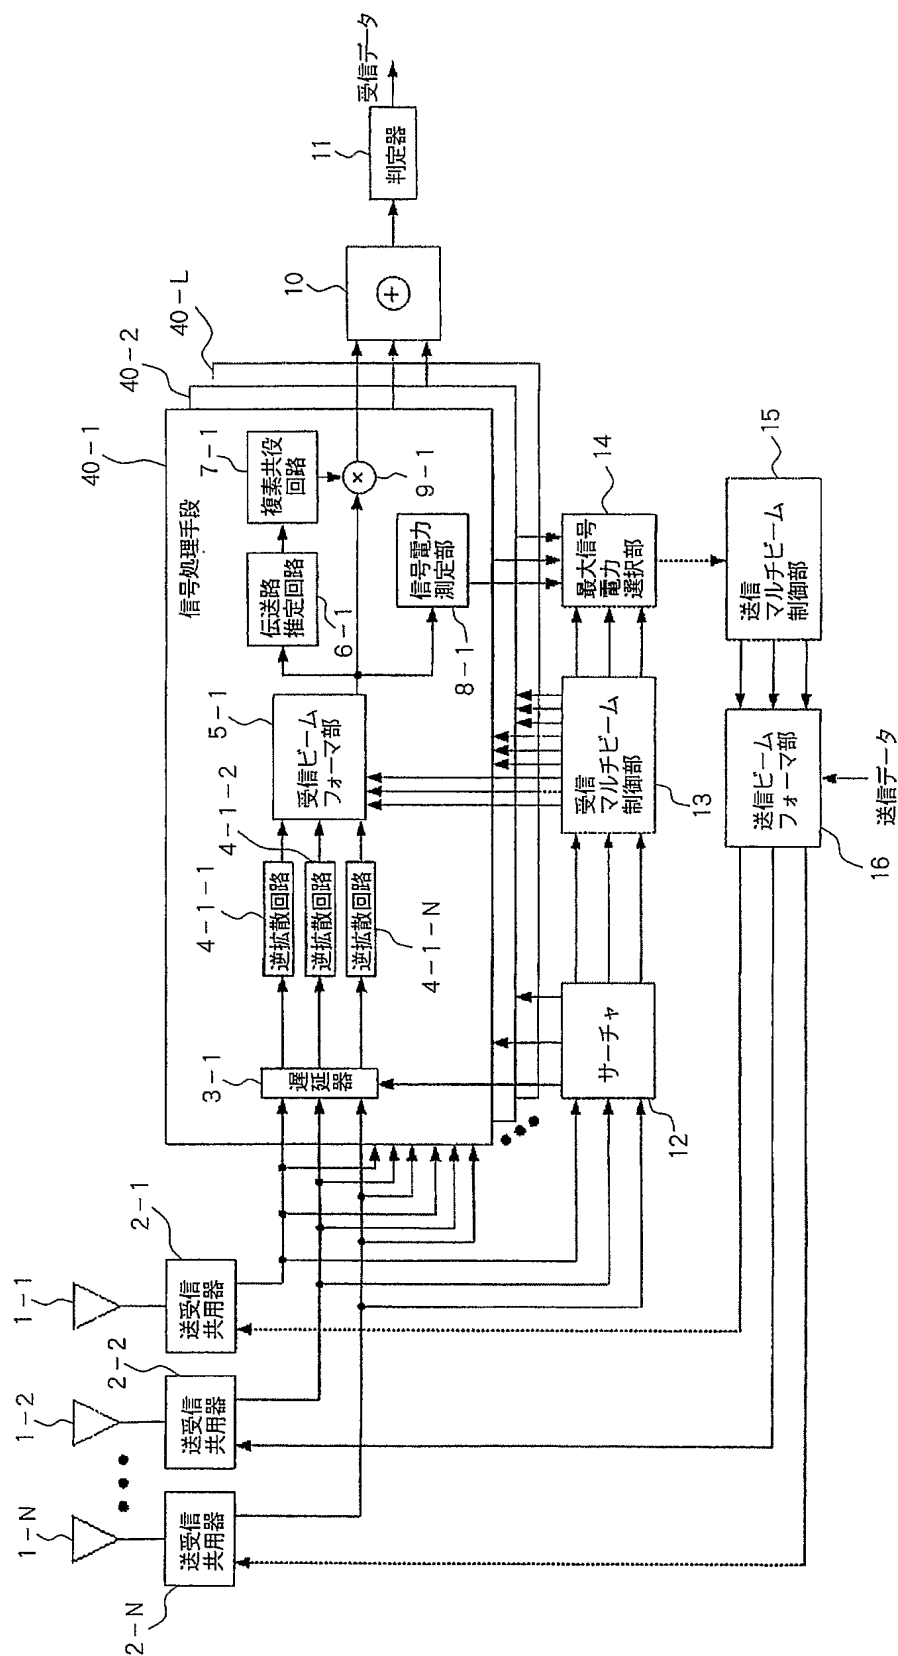 1-1
1-2
1-N
2-1
2-2
2-N
送受信
共用器
送受信
共用器
送受信
共用器
40-1
40-2
40-L
信号処理手段
3-1
遅延器
4-1-1
4-1-2
4-1-N
逆拡散回路
逆拡散回路
逆拡散回路
5-1
受信ビーム
フォーマ部
6-1
伝送路
推定回路
7-1
複素共役
回路
8-1
信号電力
測定部
9-1
×
10
+
11
判定器
受信データ
12
サーチャ
13
受信
マルチビーム
制御部
14
最大信号
電力
選択部
15
送信
マルチビーム
制御部
16
送信ビーム
フォーマ部
送信データ